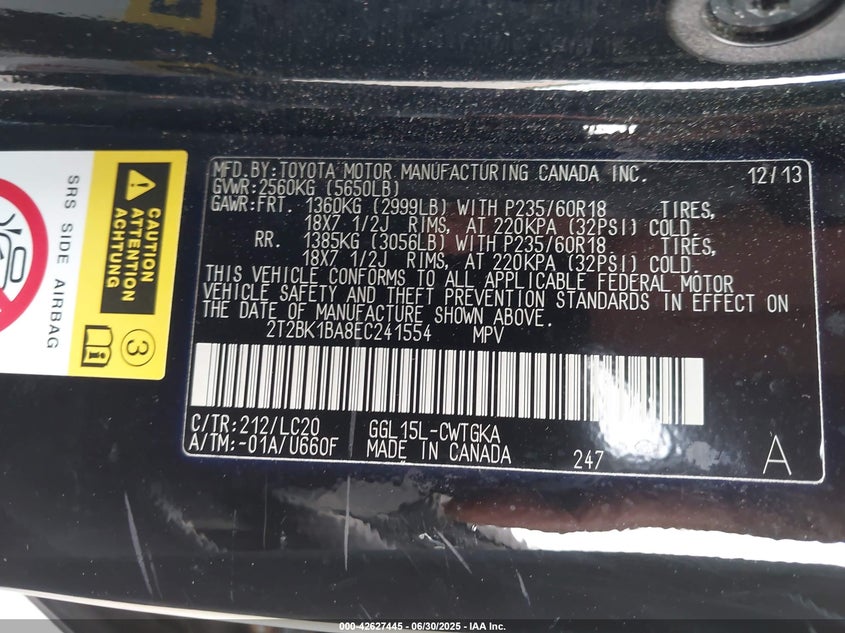 MFD.BY:TOYOTA MOTOR MANUFACTURING CANADA INC. 12/13
GVWR:2560KG (5650LB)
GAWR:FRT. 1360KG (2999LB) WITH P235/60R18 TIRES,
18X7 1/2J RIMS, AT 220KPA (32PSI) COLD.
RR. 1385KG (3056LB) WITH P235/60R18 TIRES,
18X7 1/2J RIMS, AT 220KPA (32PSI) COLD.
THIS VEHICLE CONFORMS TO ALL APPLICABLE FEDERAL MOTOR
VEHICLE SAFETY AND THEFT PREVENTION STANDARDS IN EFFECT ON
THE DATE OF MANUFACTURE SHOWN ABOVE.
2T2BK1BA8EC241554 MPV
C/TR:212/LC20 GGL15L-CWTGKA
A/TM:-01A/U660F MADE IN CANADA 247 A
SRS SIDE AIRBAG
CAUTION
ATTENTION
ACHTUNG
3
000-42627445 - 06/30/2025 - IAA Inc.